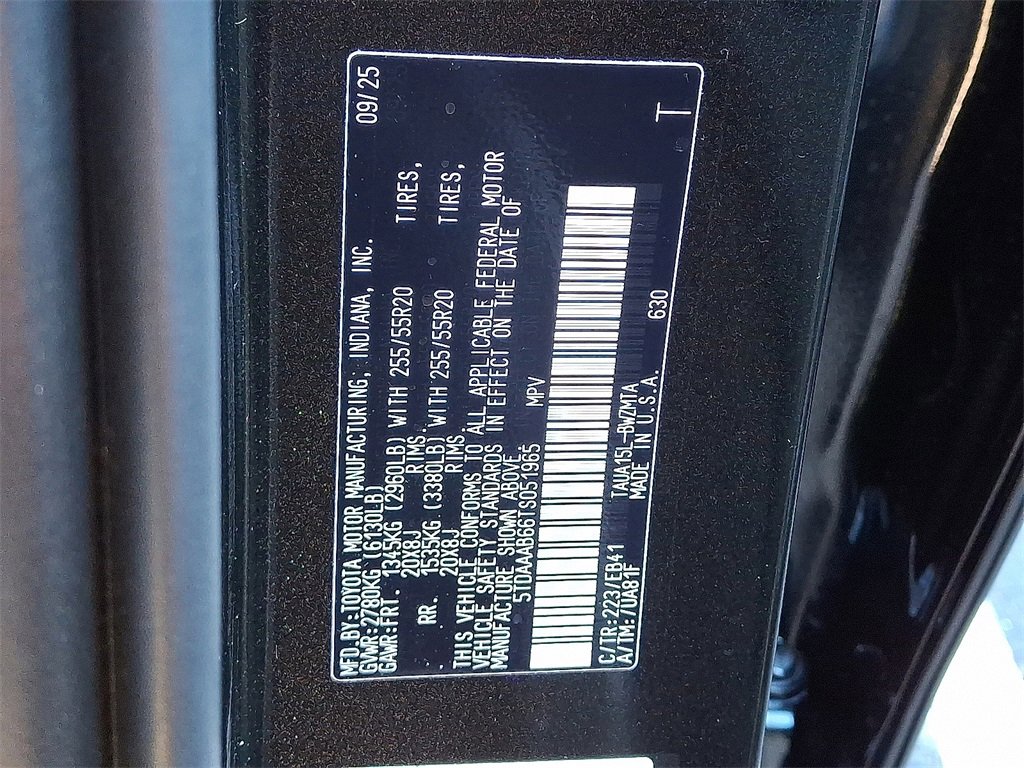 MFD.BY:TOYOTA MOTOR MANUFACTURING, INDIANA, INC. 09/25
GVWR:2780KG (6130LB)
GAWR:FRT. 1345KG (2960LB) WITH 255/55R20 TIRES,
20X8J RIMS.
RR. 1535KG (3380LB) WITH 255/55R20 TIRES,
20X8J RIMS
THIS VEHICLE CONFORMS TO ALL APPLICABLE FEDERAL MOTOR
VEHICLE SAFETY STANDARDS IN EFFECT ON THE DATE OF
MANUFACTURE SHOWN ABOVE.
5TDAAAB66TS051965 MPV
C/TR:223/EB41 TAUA15L-BWZMTA 630 T
A/TM:7UA81F MADE IN U.S.A.